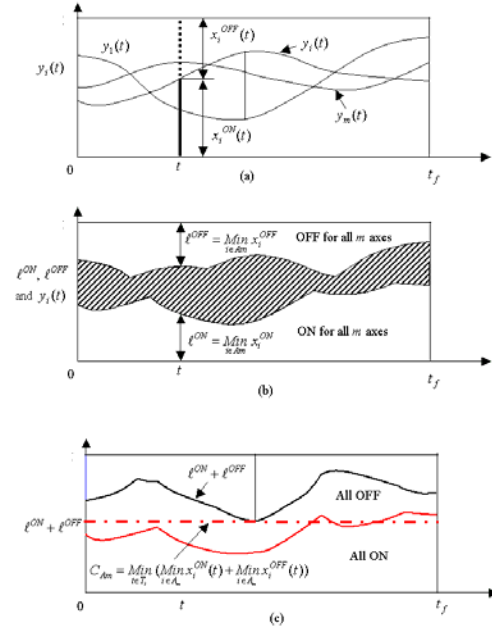 x_i^{OFF}(t)
y_1(t)
y_i(t)
y_i(t)
x_i^{ON}(t)
y_m(t)
0
t
t_f
(a)
ℓ^{OFF} = Min_{i∈Am} x_i^{OFF}
OFF for all m axes
ℓ^{ON}, ℓ^{OFF}
and y_i(t)
ℓ^{ON} = Min_{i∈Am} x_i^{ON}
ON for all m axes
0
t
t_f
(b)
ℓ^{ON} + ℓ^{OFF}
All OFF
ℓ^{ON} + ℓ^{OFF}
All ON
C_{Am} = Min_{t∈T_i} (Min_{i∈A_m} x_i^{ON}(t) + Min_{i∈A_m} x_i^{OFF}(t))
0
t
t_f
(c)